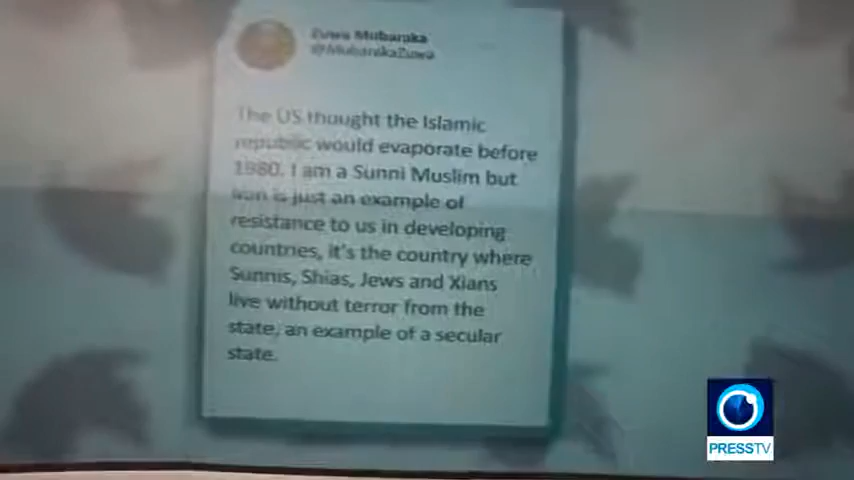 Zuwa Mubaraka
@MubarakaZuwa
The US thought the Islamic
republic would evaporate before
1980. I am a Sunni Muslim but
Iran is just an example of
resistance to us in developing
countries, it's the country where
Sunnis, Shias, Jews and Xians
live without terror from the
state, an example of a secular
state.
PRESSTV